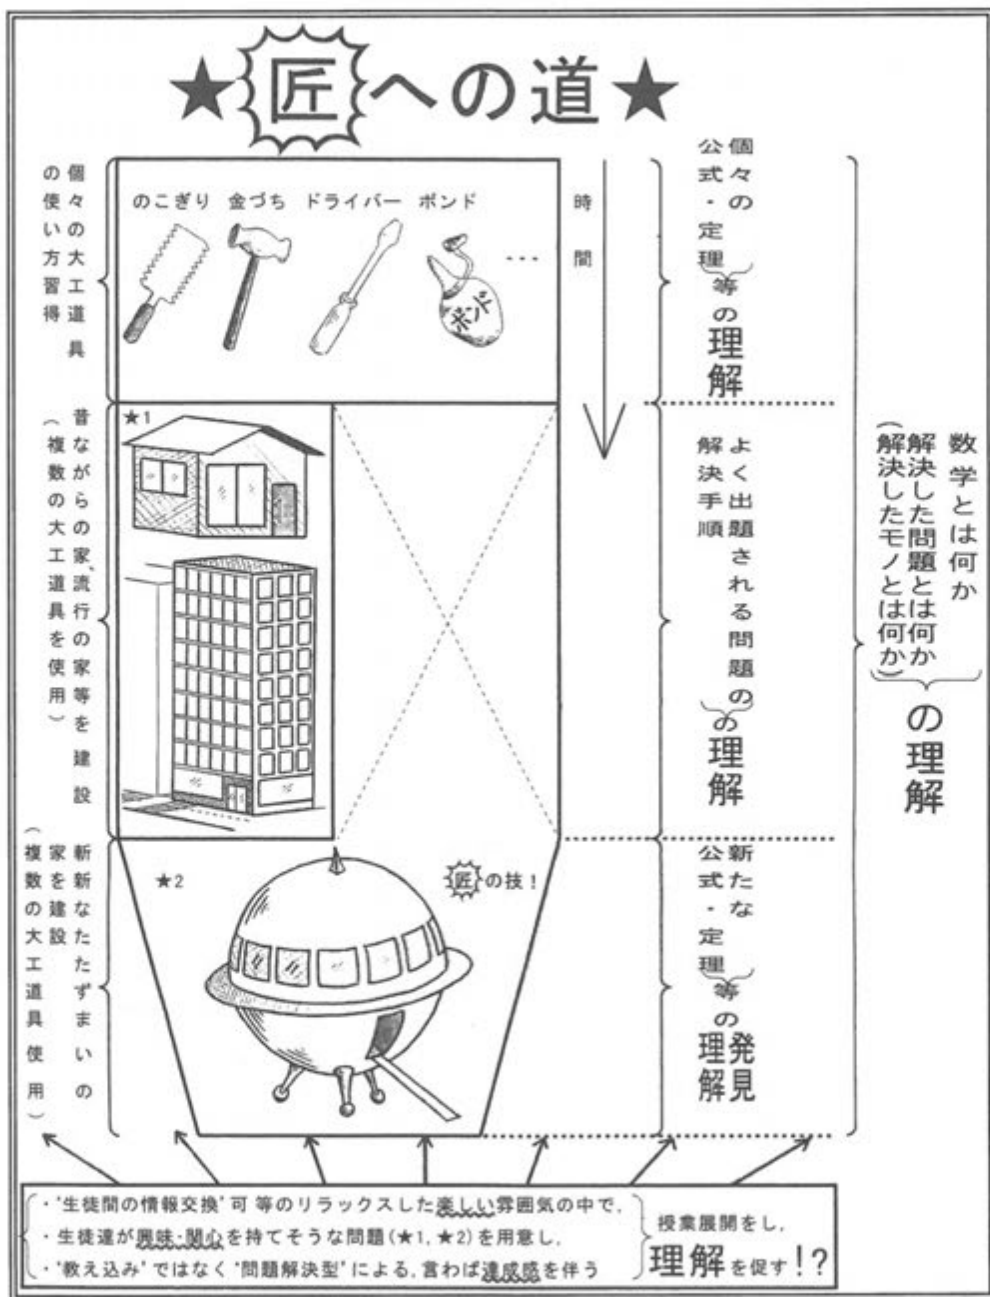 ★匠への道★
個々の大工道具
の使い方習得
のこぎり 金づち ドライバー ボンド
・・・
ボンド
時間
個々の
公式・定理
等の
理解
昔ながらの家、流行の家等を建設
（複数の大工道具を使用）
★1
よく出題される問題の
解決手順
の理解
数学とは何か
解決した問題とは何か
（解決したモノとは何か）
の理解
斬新なたたずまいの
家を建設
（複数の大工道具使用）
★2
匠の技！
新たな
公式・定理
等の
発見
理解
・'生徒間の情報交換'可 等のリラックスした楽しい雰囲気の中で,
・生徒達が興味・関心を持てそうな問題(★1,★2)を用意し,
・'教え込み'ではなく'問題解決型'による,言わば達成感を伴う
授業展開をし,
理解を促す!?